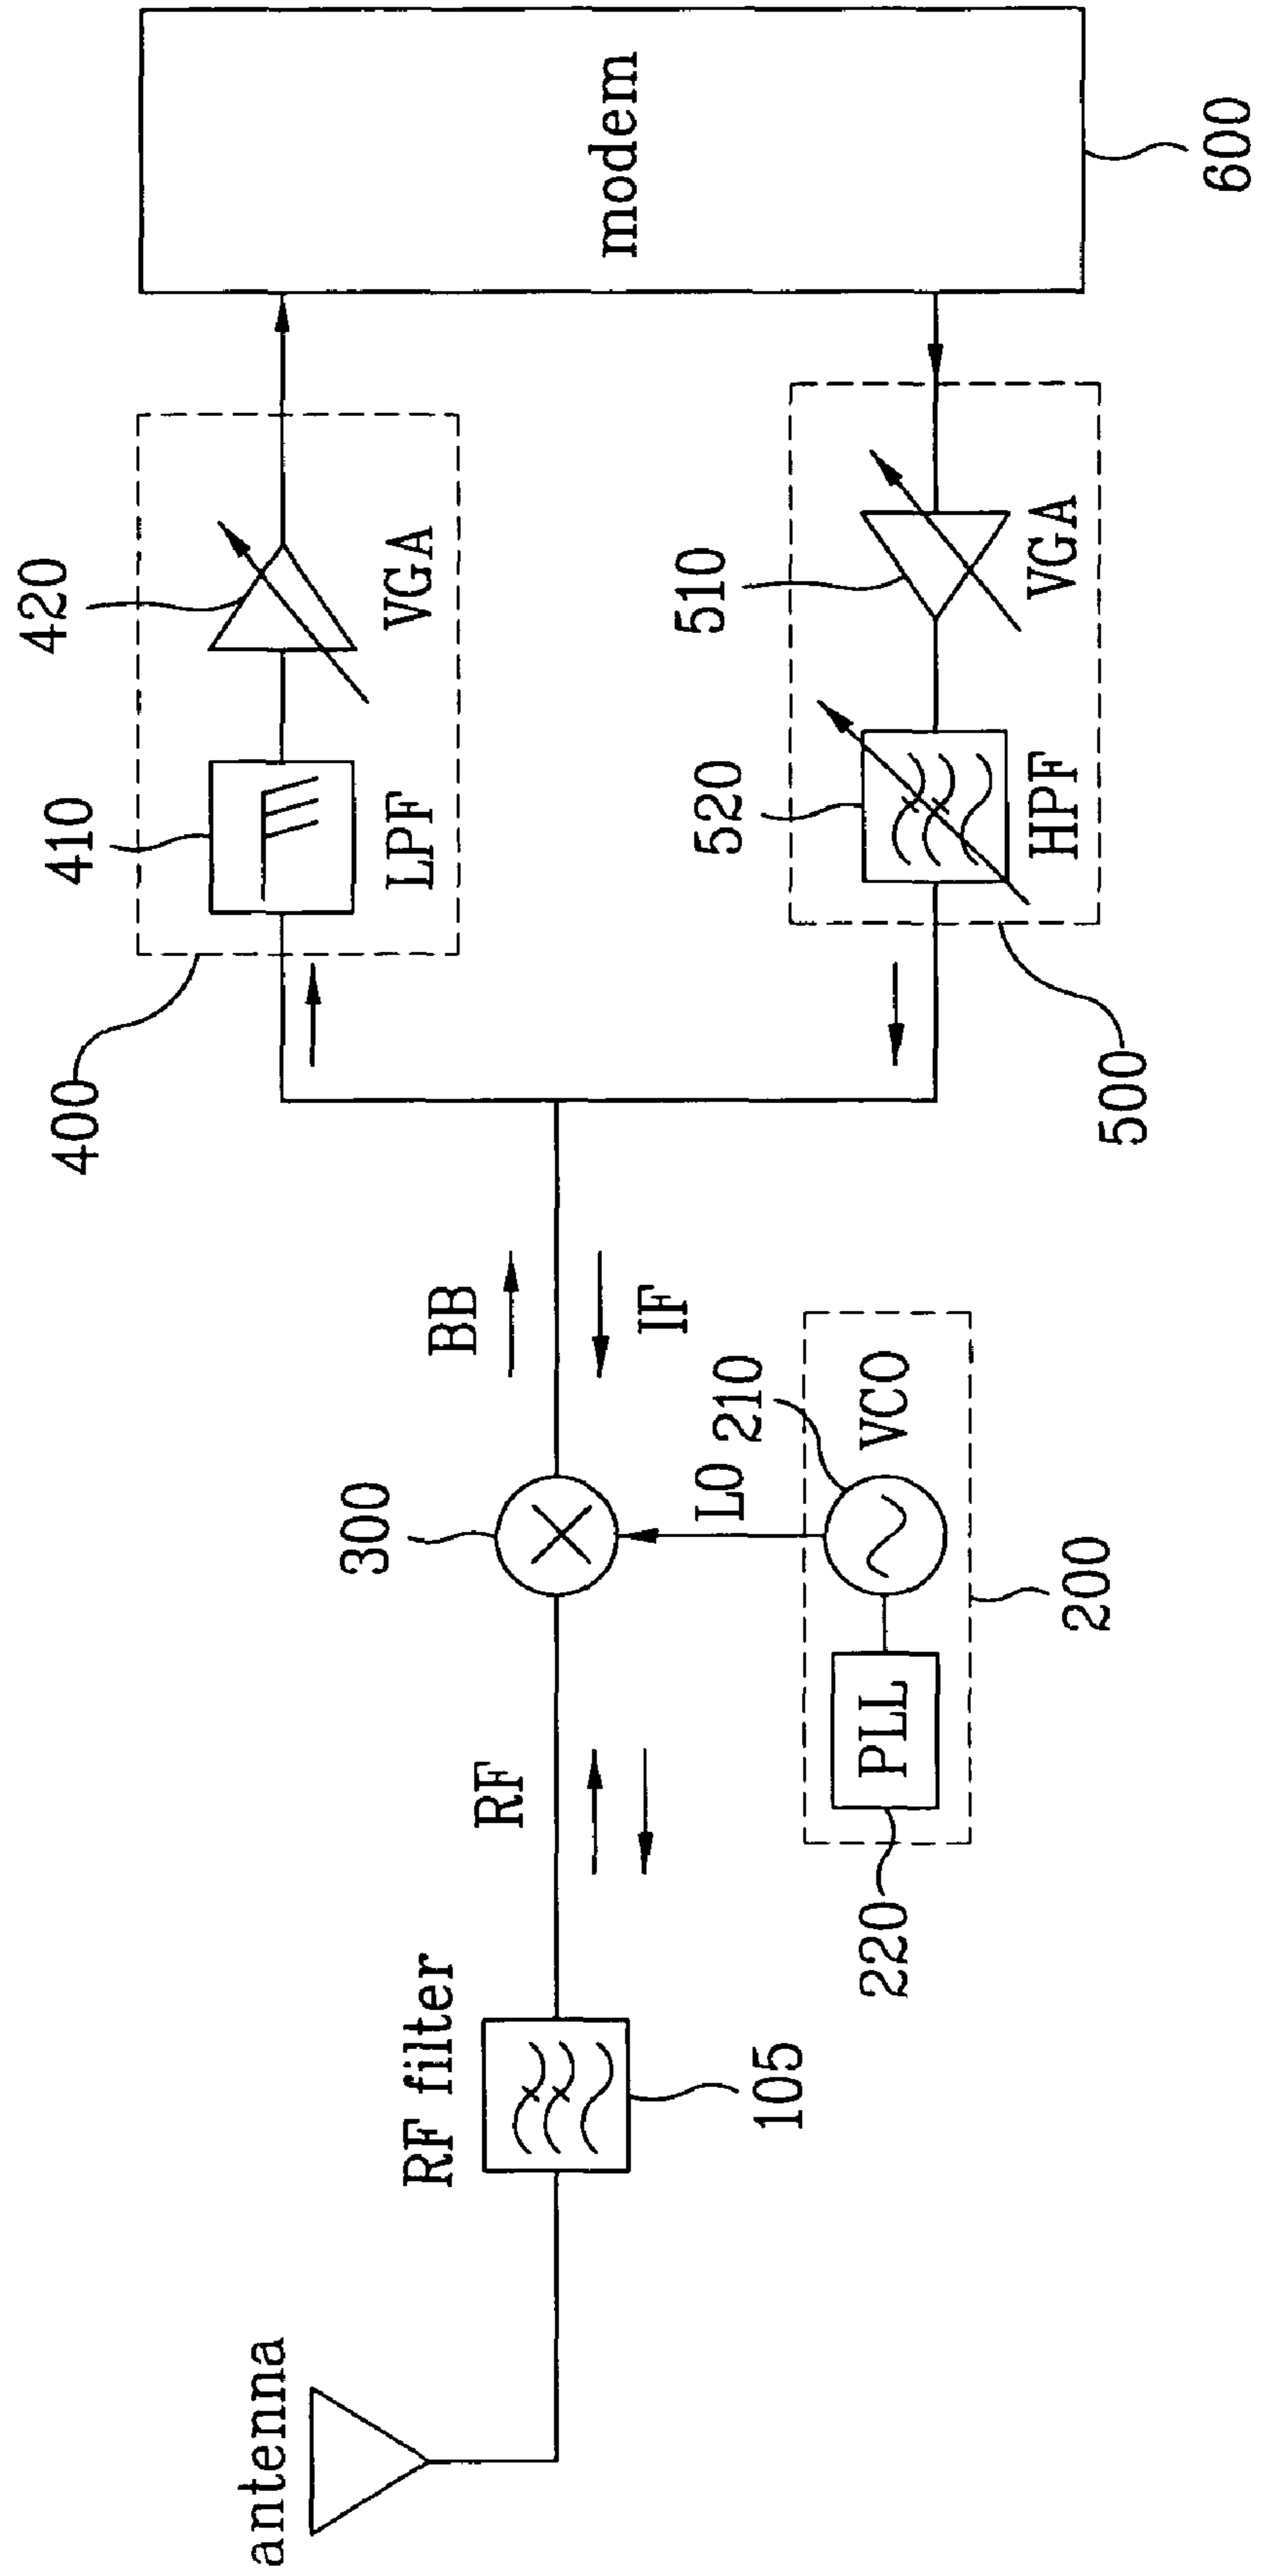 antenna
RF filter
105
RF
300
BB
IF
LO
210
VCO
PLL
220
200
400
410
LPF
420
VGA
500
520
HPF
510
VGA
modem
600